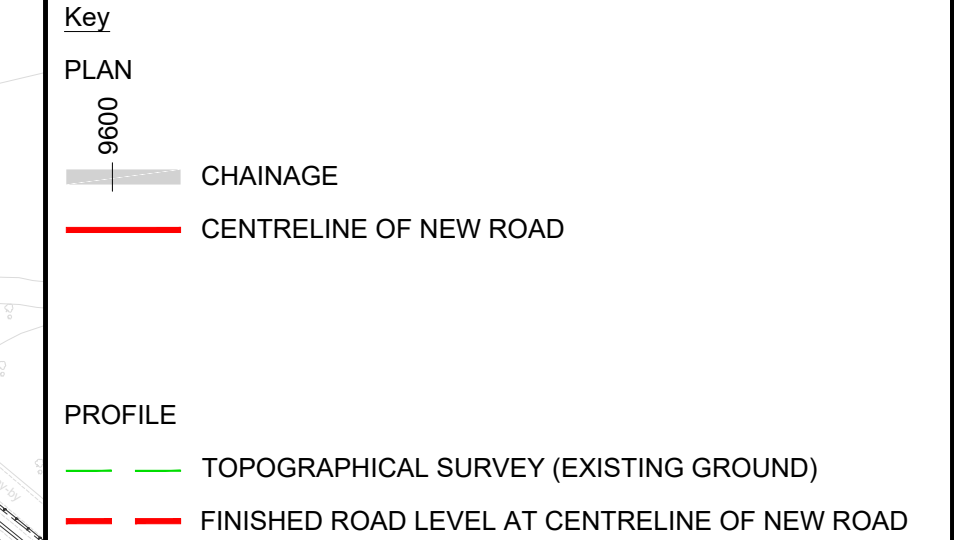 Key
PLAN
9600
CHAINAGE
CENTRELINE OF NEW ROAD
PROFILE
TOPOGRAPHICAL SURVEY (EXISTING GROUND)
FINISHED ROAD LEVEL AT CENTRELINE OF NEW ROAD